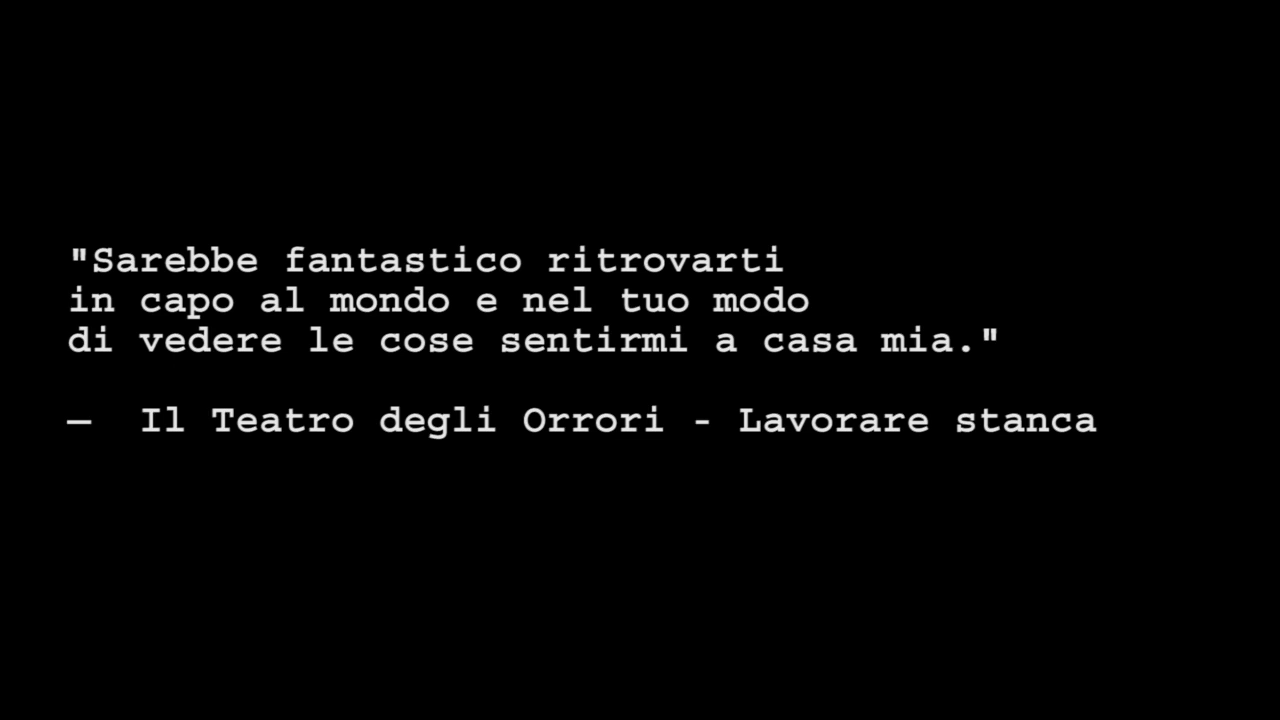 "Sarebbe fantastico ritrovarti
in capo al mondo e nel tuo modo
di vedere le cose sentirmi a casa mia."
—  Il Teatro degli Orrori - Lavorare stanca